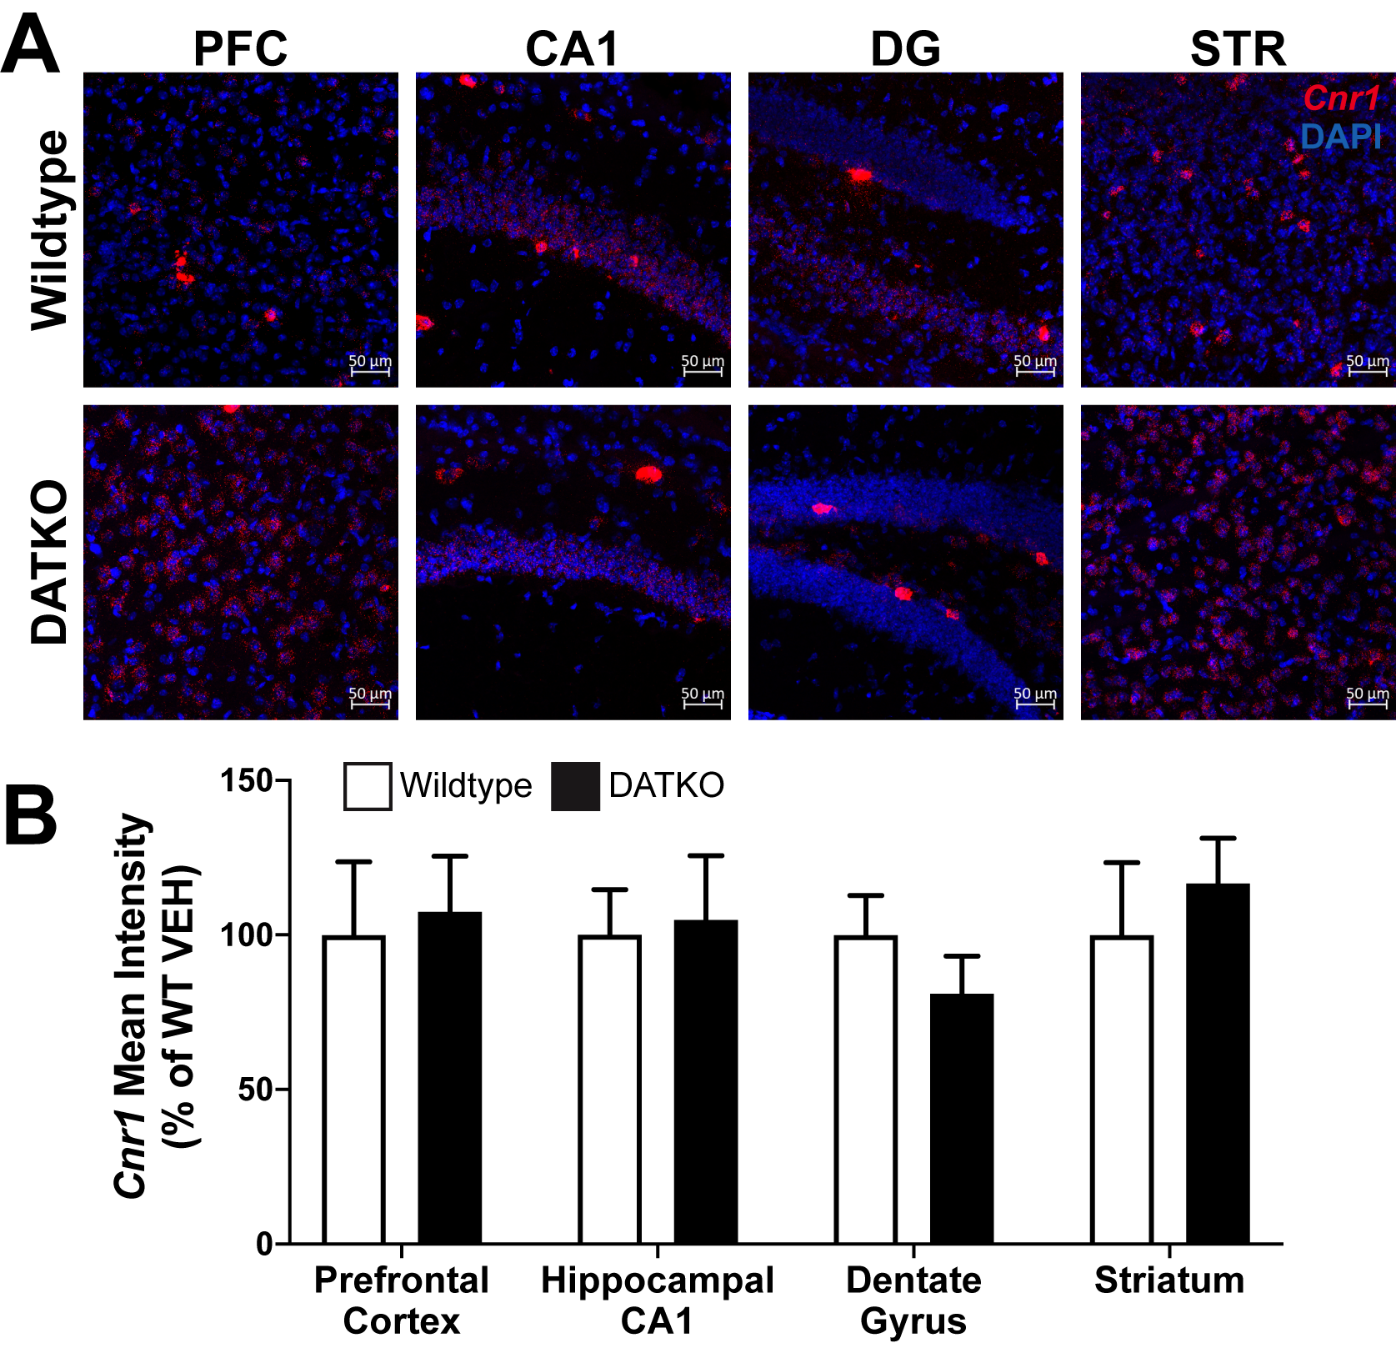 A
PFC
CA1
DG
STR
Wildtype
Cnr1
DAPI
50 µm
50 µm
50 µm
50 µm
DATKO
50 µm
50 µm
50 µm
50 µm
B
Wildtype
DATKO
Cnr1 Mean Intensity
(% of WT VEH)
150
100
50
0
Prefrontal
Cortex
Hippocampal
CA1
Dentate
Gyrus
Striatum